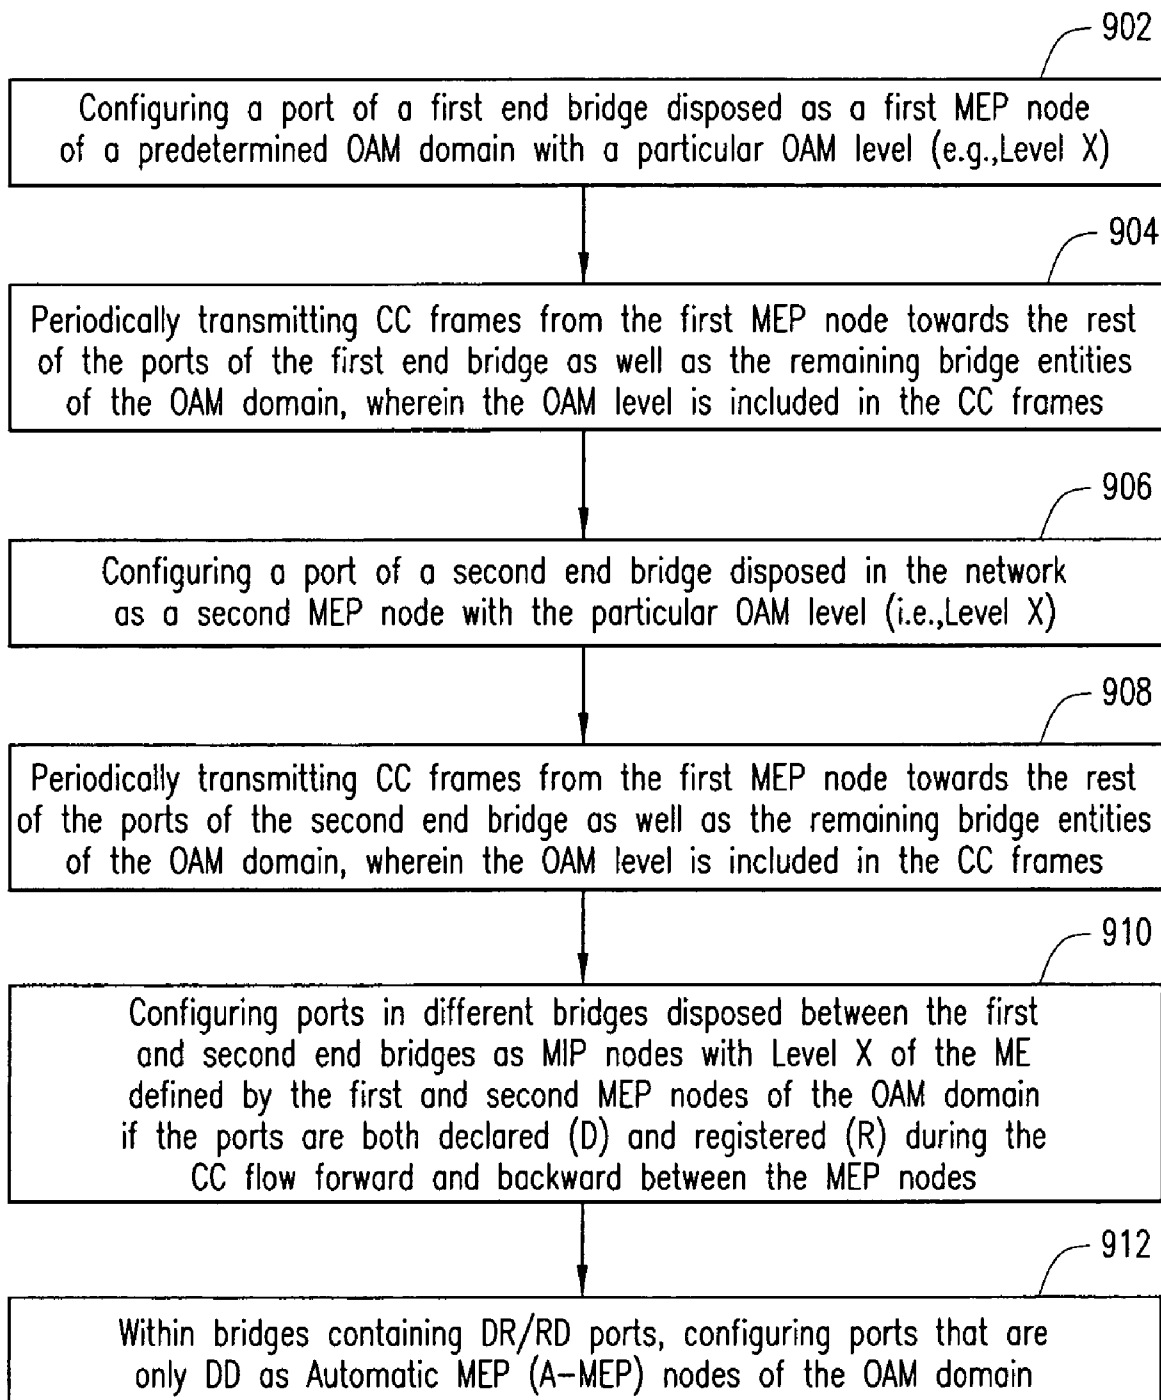 902
Configuring a port of a first end bridge disposed as a first MEP node
of a predetermined OAM domain with a particular OAM level (e.g.,Level X)
904
Periodically transmitting CC frames from the first MEP node towards the rest
of the ports of the first end bridge as well as the remaining bridge entities
of the OAM domain, wherein the OAM level is included in the CC frames
906
Configuring a port of a second end bridge disposed in the network
as a second MEP node with the particular OAM level (i.e.,Level X)
908
Periodically transmitting CC frames from the first MEP node towards the rest
of the ports of the second end bridge as well as the remaining bridge entities
of the OAM domain, wherein the OAM level is included in the CC frames
910
Configuring ports in different bridges disposed between the first
and second end bridges as MIP nodes with Level X of the ME
defined by the first and second MEP nodes of the OAM domain
if the ports are both declared (D) and registered (R) during the
CC flow forward and backward between the MEP nodes
912
Within bridges containing DR/RD ports, configuring ports that are
only DD as Automatic MEP (A-MEP) nodes of the OAM domain